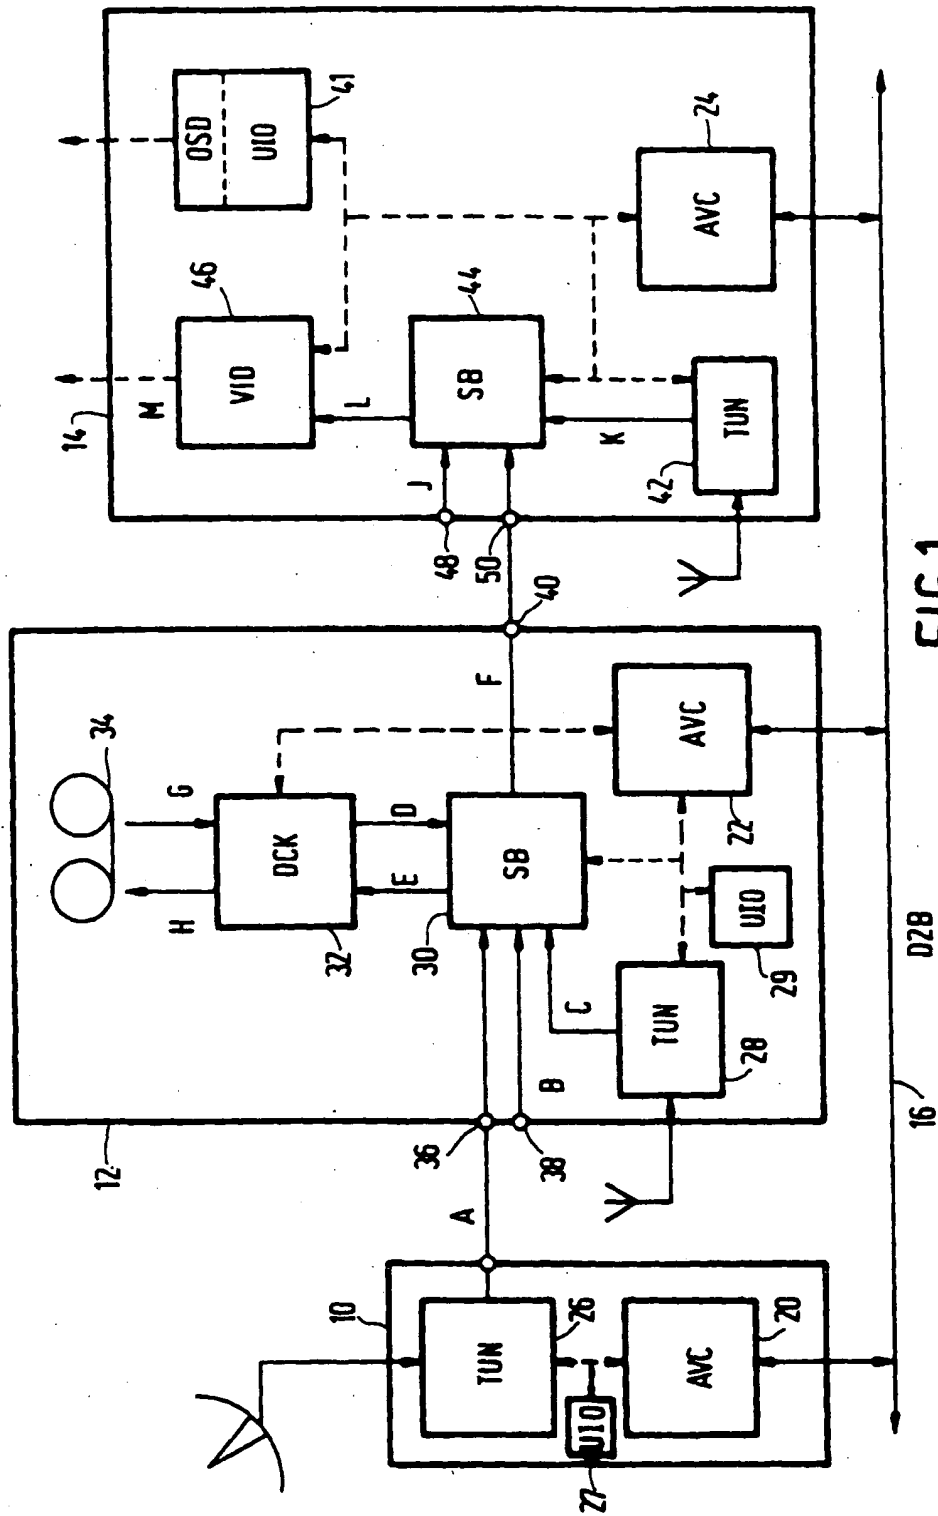 10
TUN
26
UIO
27
AVC
20
A
12
34
H
G
DCK
32
E
D
36
30
SB
F
40
38
B
C
TUN
28
UIO
29
AVC
22
14
M
46
VID
OSD
UIO
41
L
J
48
44
SB
50
K
42
TUN
AVC
24
16
D2B
FIG.1